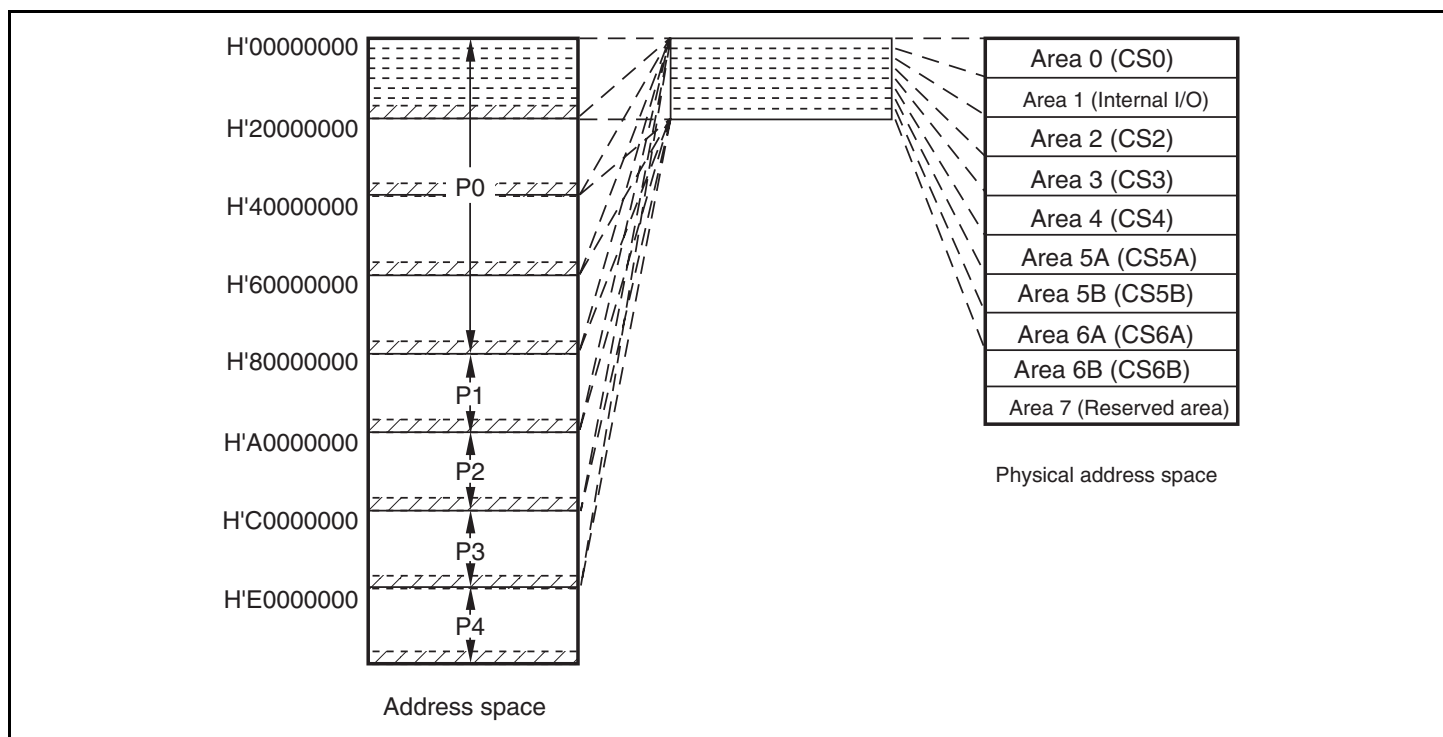 H'00000000
H'20000000
H'40000000
H'60000000
H'80000000
H'A0000000
H'C0000000
H'E0000000
P0
P1
P2
P3
P4
Address space
Area 0 (CS0)
Area 1 (Internal I/O)
Area 2 (CS2)
Area 3 (CS3)
Area 4 (CS4)
Area 5A (CS5A)
Area 5B (CS5B)
Area 6A (CS6A)
Area 6B (CS6B)
Area 7 (Reserved area)
Physical address space